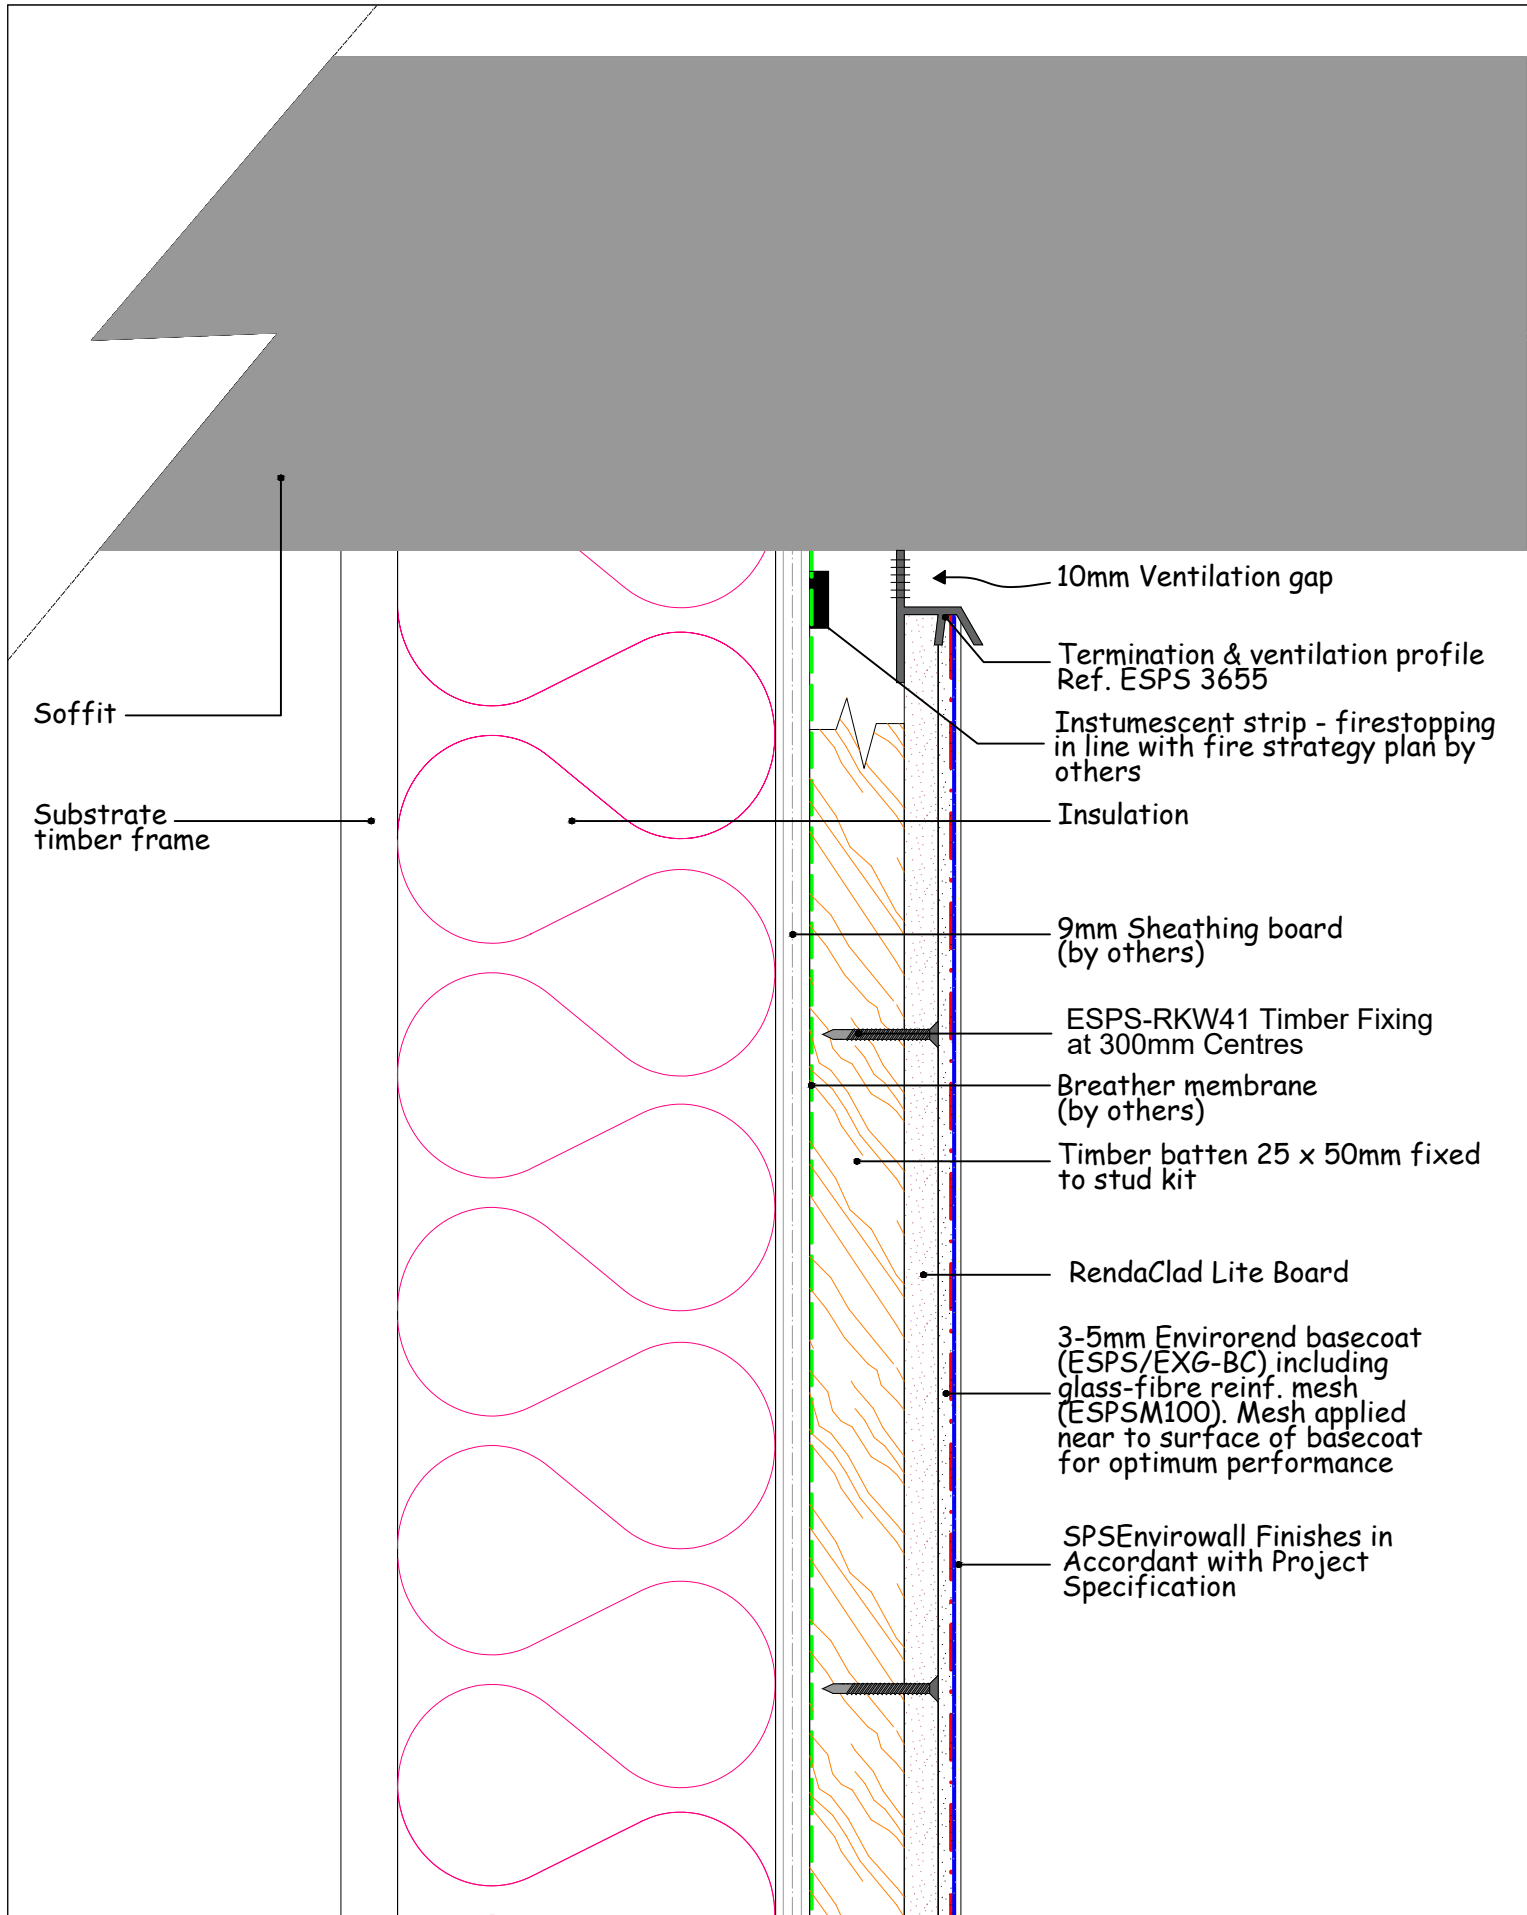 Soffit
Substrate
timber frame
10mm Ventilation gap
Termination & ventilation profile
Ref. ESPS 3655
Instumescent strip - firestopping
in line with fire strategy plan by
others
Insulation
9mm Sheathing board
(by others)
ESPS-RKW41 Timber Fixing
at 300mm Centres
Breather membrane
(by others)
Timber batten 25 x 50mm fixed
to stud kit
RendaClad Lite Board
3-5mm Envirorend basecoat
(ESPS/EXG-BC) including
glass-fibre reinf. mesh
(ESPSM100). Mesh applied
near to surface of basecoat
for optimum performance
SPSEnvirowall Finishes in
Accordant with Project
Specification